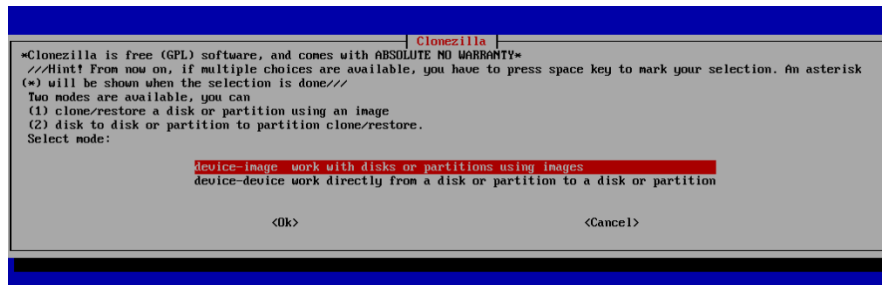 Clonezilla
*Clonezilla is free (GPL) software, and comes with ABSOLUTE NO WARRANTY*
///Hint! From now on, if multiple choices are available, you have to press space key to mark your selection. An asterisk
(*) will be shown when the selection is done///
Two modes are available, you can
(1) clone/restore a disk or partition using an image
(2) disk to disk or partition to partition clone/restore.
Select mode:
device-image work with disks or partitions using images
device-device work directly from a disk or partition to a disk or partition
<Ok> <Cancel>